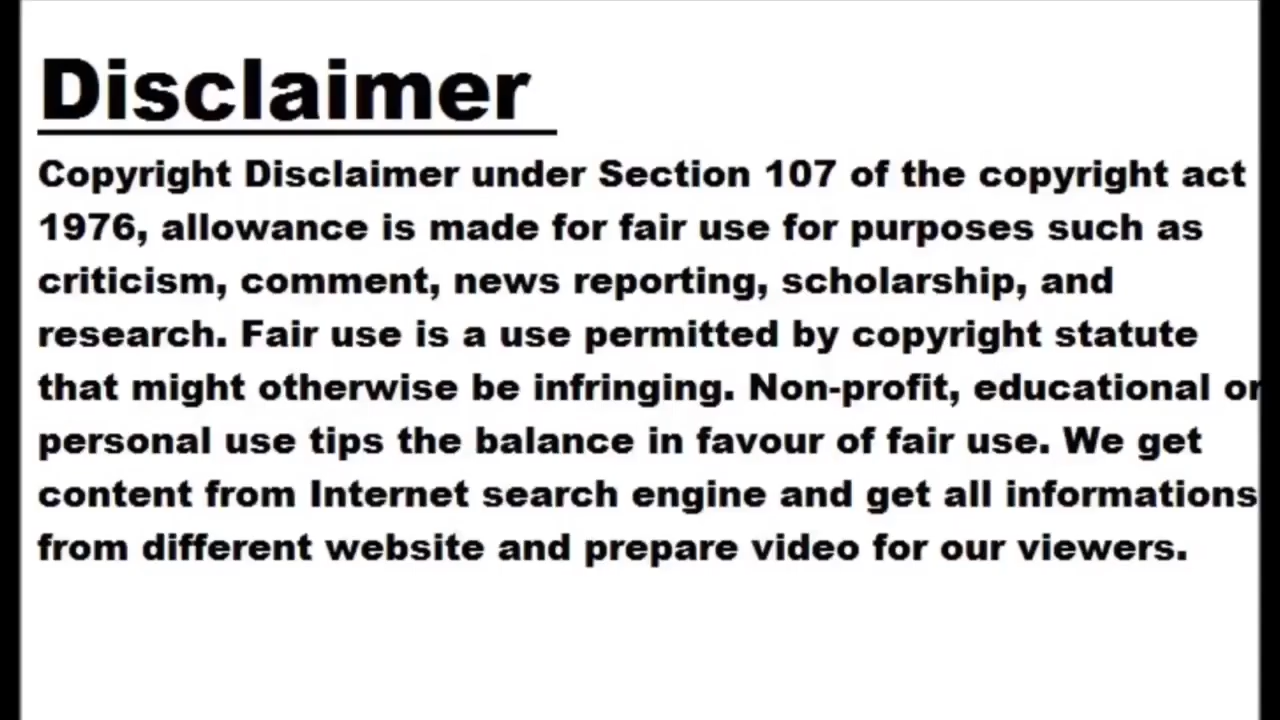 Disclaimer
Copyright Disclaimer under Section 107 of the copyright act
1976, allowance is made for fair use for purposes such as
criticism, comment, news reporting, scholarship, and
research. Fair use is a use permitted by copyright statute
that might otherwise be infringing. Non-profit, educational or
personal use tips the balance in favour of fair use. We get
content from Internet search engine and get all informations
from different website and prepare video for our viewers.